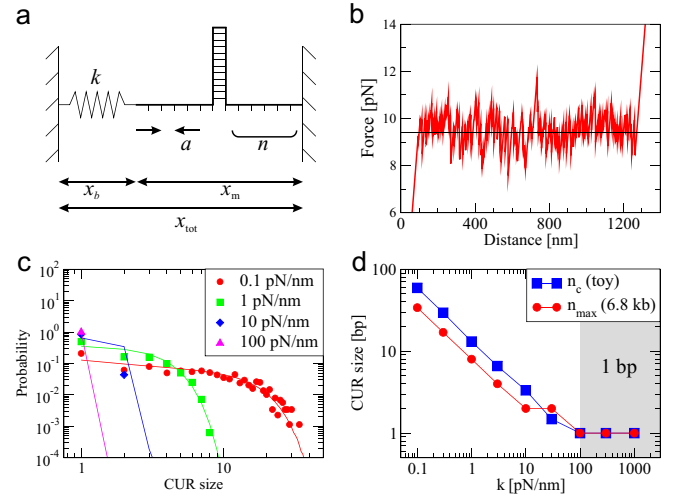 a
k
a
n
x_b
x_m
x_tot
b
Force [pN]
14
12
10
8
6
0
400
800
1200
Distance [nm]
c
Probability
10^2
10^1
10^0
10^-1
10^-2
10^-3
10^-4
0.1 pN/nm
1 pN/nm
10 pN/nm
100 pN/nm
1
10
CUR size
d
CUR size [bp]
100
10
1
n_c (toy)
n_max (6.8 kb)
1 bp
0.1
1
10
100
1000
k [pN/nm]